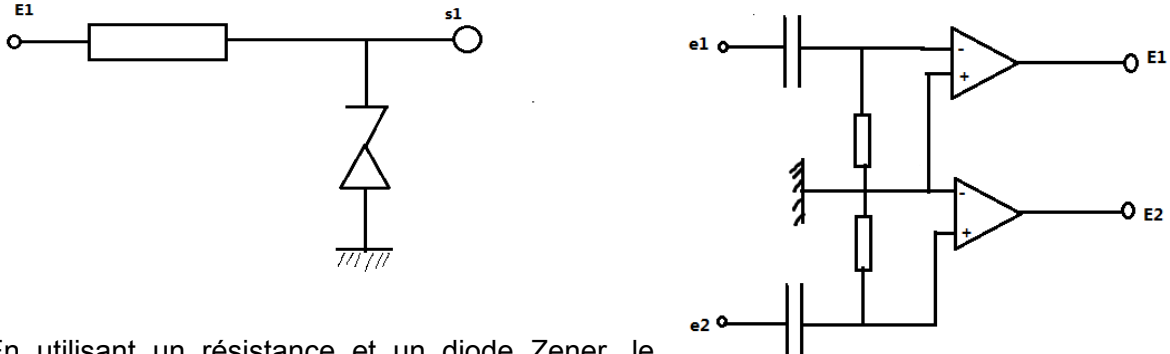 E1
s1
e1
-
+
E1
-
+
E2
e2
En utilisant un résistance et un diode Zener, le